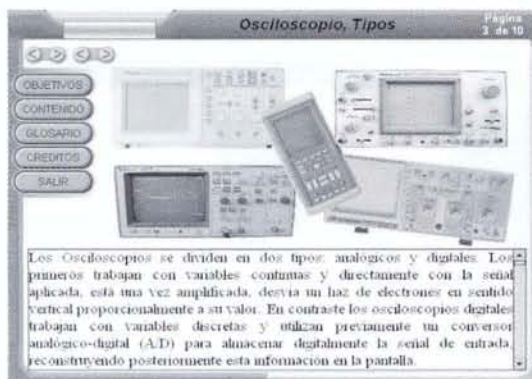 Osciloscopio, Tipos
Página
3 de 10
OBJETIVOS
CONTENIDO
GLOSARIO
CREDITOS
SALIR
Los Osciloscopios se dividen en dos tipos: analógicos y digitales. Los
primeros trabajan con variables continuas y directamente con la señal
aplicada, está una vez amplificada, desvía un haz de electrones en sentido
vertical proporcionalmente a su valor. En contraste los osciloscopios digitales
trabajan con variables discretas y utilizan previamente un conversor
analógico-digital (A/D) para almacenar digitalmente la señal de entrada,
reconstruyendo posteriormente esta información en la pantalla.